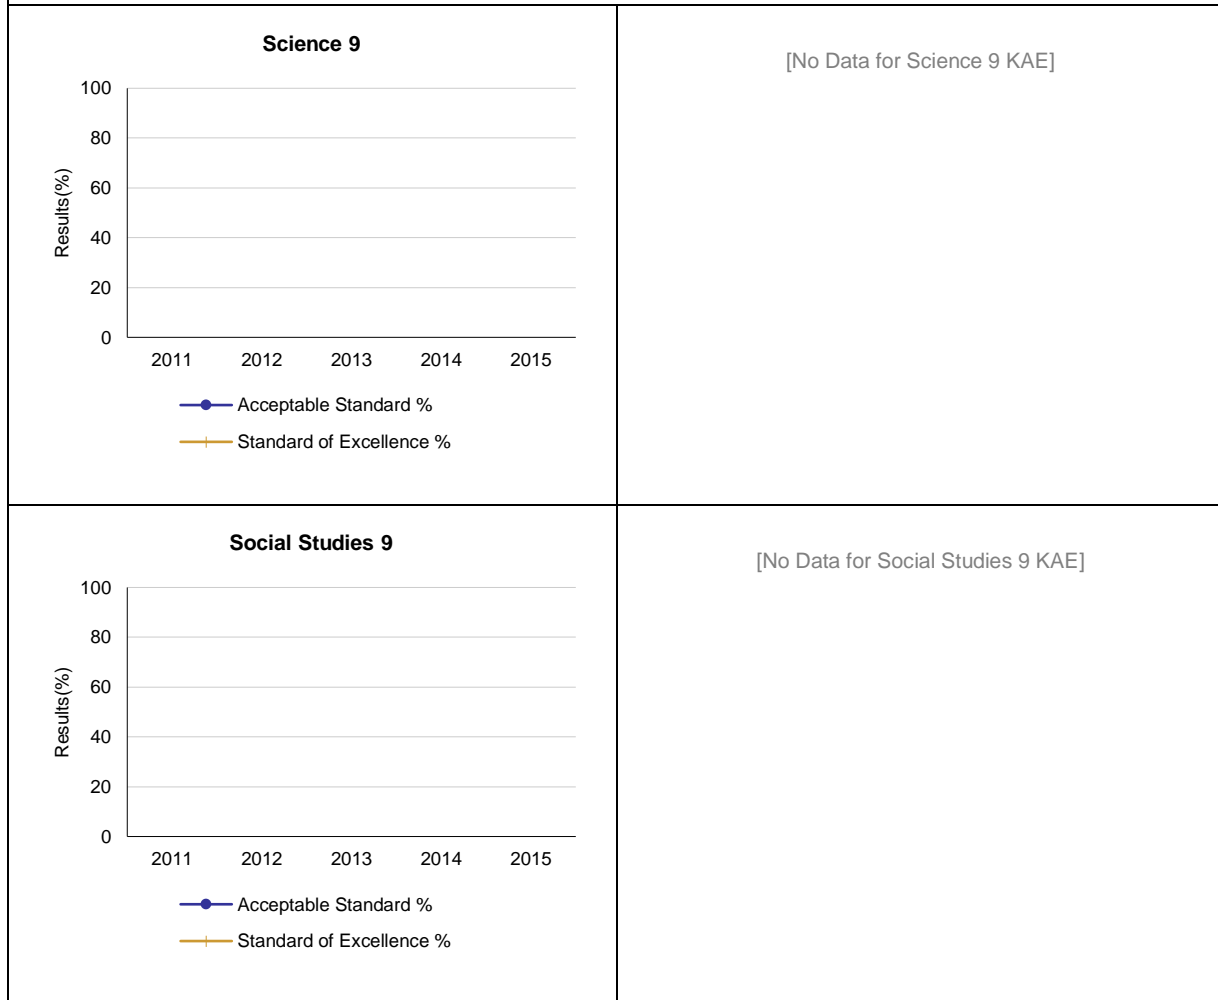 Science 9
Results(%)
100
80
60
40
20
0
2011 2012 2013 2014 2015
Acceptable Standard %
Standard of Excellence %
[No Data for Science 9 KAE]
Social Studies 9
Results(%)
100
80
60
40
20
0
2011 2012 2013 2014 2015
Acceptable Standard %
Standard of Excellence %
[No Data for Social Studies 9 KAE]